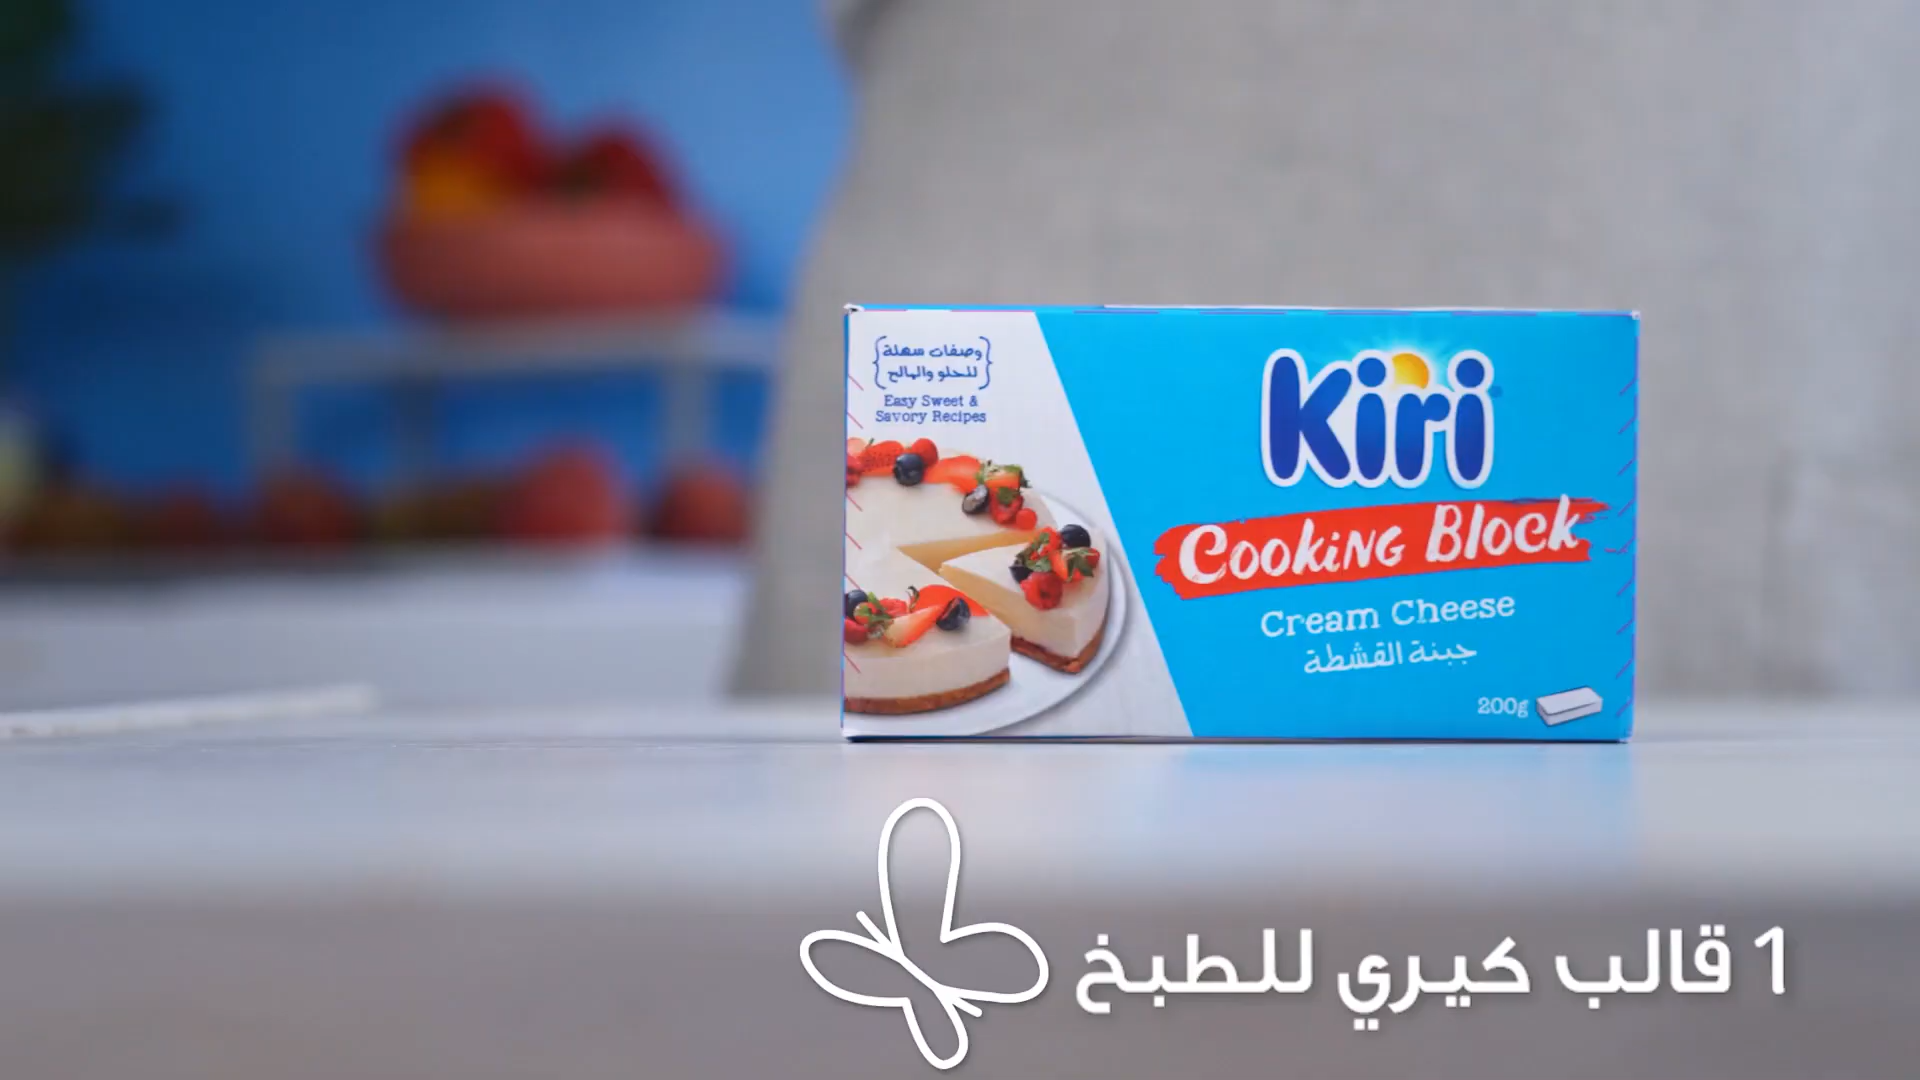 وصفات سهلة
للحلو والمالح
Easy Sweet &
Savory Recipes
Kiri
Cooking Block
Cream Cheese
جبنة القشطة
200g
1 قالب كيري للطبخ